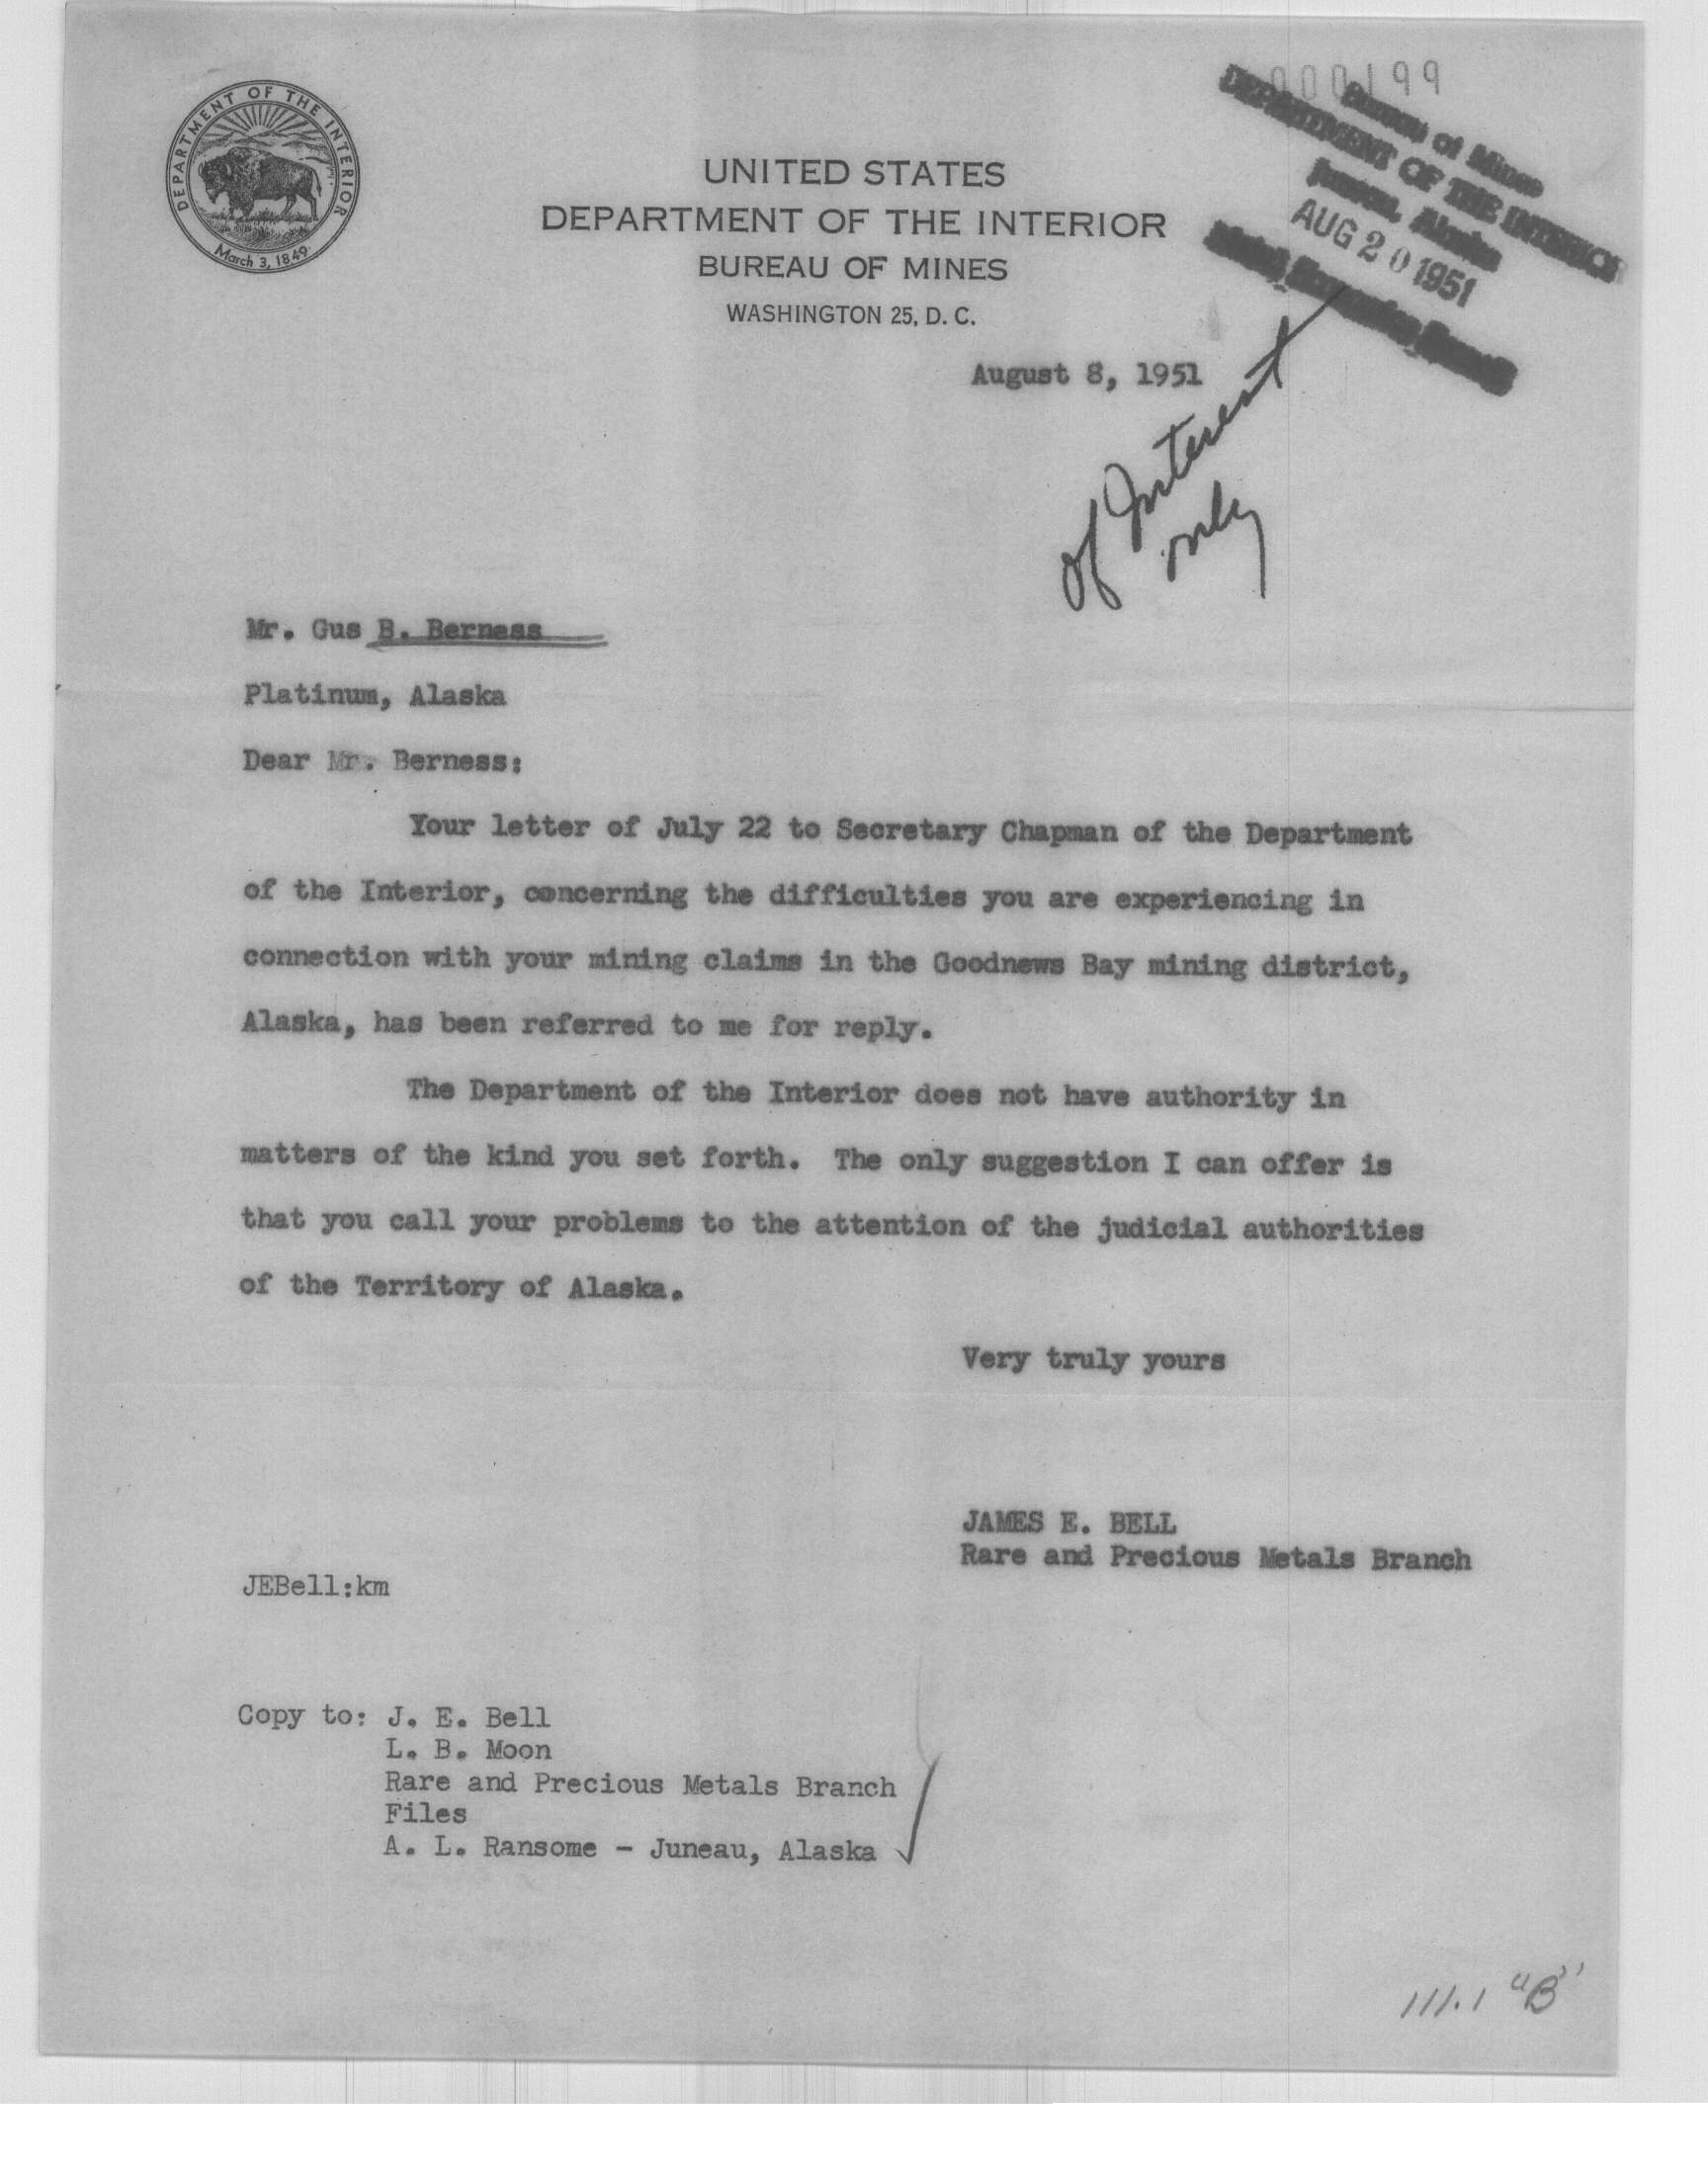 000199
DEPARTMENT OF THE INTERIOR
March 3, 1849
Bureau of Mines
DEPARTMENT OF THE INTERIOR
Juneau, Alaska
AUG 20 1951
UNITED STATES
DEPARTMENT OF THE INTERIOR
BUREAU OF MINES
WASHINGTON 25, D. C.
August 8, 1951
of Interest
only
Mr. Gus B. Berness
Platinum, Alaska
Dear Mr. Berness:
Your letter of July 22 to Secretary Chapman of the Department
of the Interior, concerning the difficulties you are experiencing in
connection with your mining claims in the Goodnews Bay mining district,
Alaska, has been referred to me for reply.
The Department of the Interior does not have authority in
matters of the kind you set forth. The only suggestion I can offer is
that you call your problems to the attention of the judicial authorities
of the Territory of Alaska.
Very truly yours
JAMES E. BELL
Rare and Precious Metals Branch
JEBell:km
Copy to: J. E. Bell
L. B. Moon
Rare and Precious Metals Branch
Files
A. L. Ransome - Juneau, Alaska
111.1 "B"